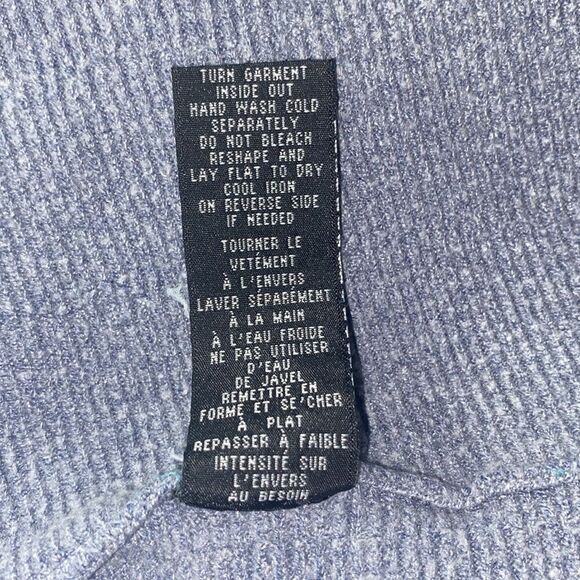 TURN GARMENT
INSIDE OUT
HAND WASH COLD
SEPARATELY
DO NOT BLEACH
RESHAPE AND
LAY FLAT TO DRY
COOL IRON
ON REVERSE SIDE
IF NEEDED
TOURNER LE
VETÉMENT
À L'ENVERS
LAVER SÉPARÉMENT
À LA MAIN
À L'EAU FROIDE
NE PAS UTILISER
D'EAU
DE JAVEL
REMETTRE EN
FORME ET SE'CHER
À PLAT
REPASSER À FAIBLE
INTENSITÉ SUR
L'ENVERS
AU BESOIN